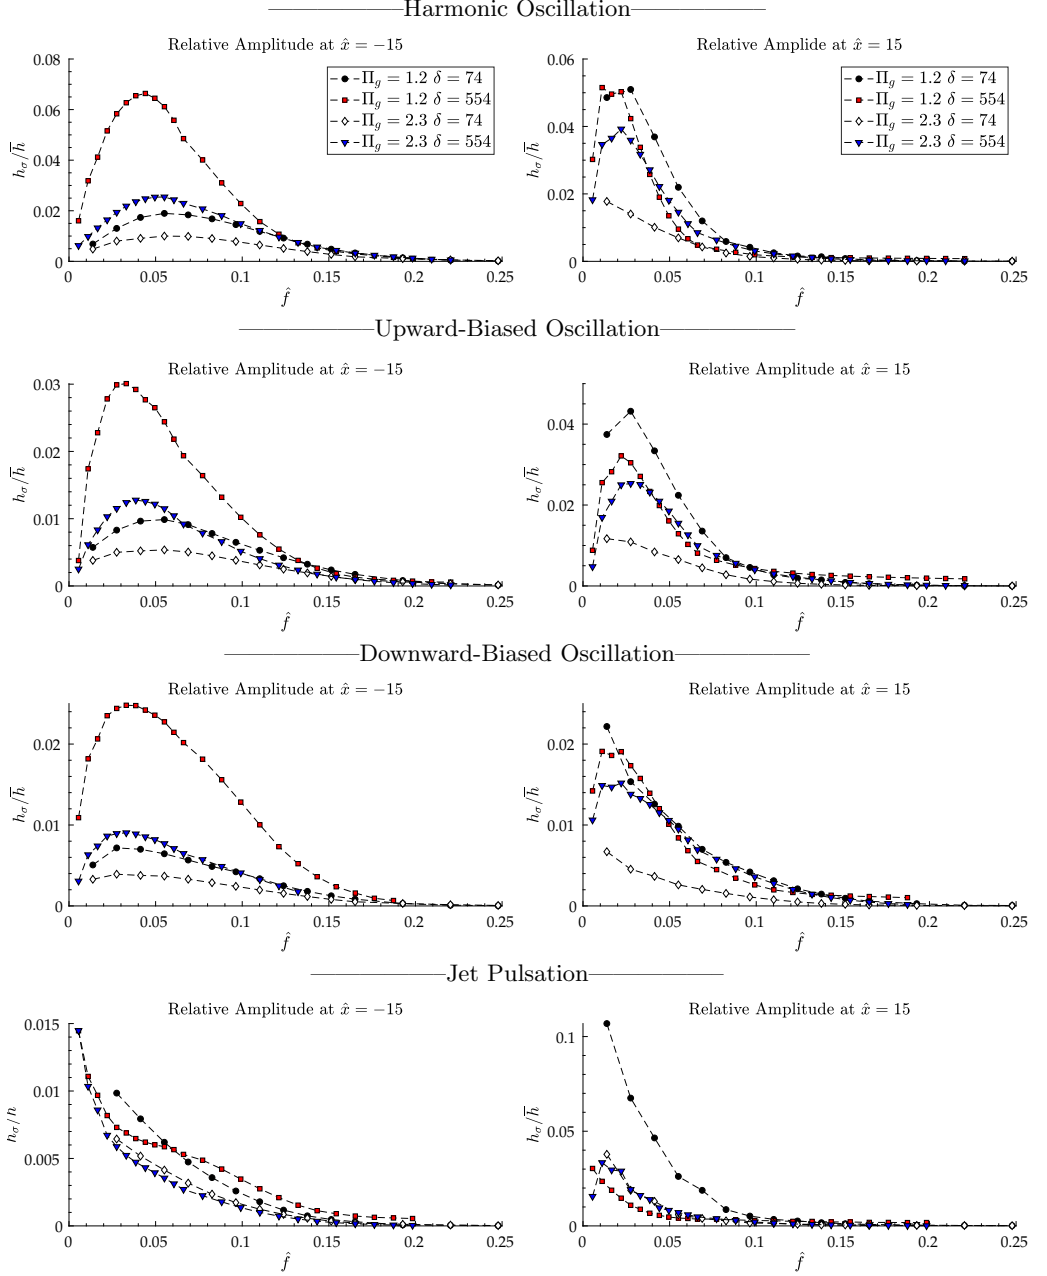 Harmonic Oscillation
Relative Amplitude at x̂ = −15
0.08
0.06
0.04
0.02
0
h_σ/h̅
0 0.05 0.1 0.15 0.2 0.25
f̂
Π_g = 1.2 δ = 74
Π_g = 1.2 δ = 554
Π_g = 2.3 δ = 74
Π_g = 2.3 δ = 554
Relative Amplide at x̂ = 15
0.06
0.04
0.02
0
h_σ/h̅
0 0.05 0.1 0.15 0.2 0.25
f̂
Π_g = 1.2 δ = 74
Π_g = 1.2 δ = 554
Π_g = 2.3 δ = 74
Π_g = 2.3 δ = 554
Upward-Biased Oscillation
Relative Amplitude at x̂ = −15
0.03
0.02
0.01
0
h_σ/h̅
0 0.05 0.1 0.15 0.2 0.25
f̂
Relative Amplitude at x̂ = 15
0.04
0.02
0
h_σ/h̅
0 0.05 0.1 0.15 0.2 0.25
f̂
Downward-Biased Oscillation
Relative Amplitude at x̂ = −15
0.02
0.01
0
h_σ/h̅
0 0.05 0.1 0.15 0.2 0.25
f̂
Relative Amplitude at x̂ = 15
0.02
0.01
0
h_σ/h̅
0 0.05 0.1 0.15 0.2 0.25
f̂
Jet Pulsation
Relative Amplitude at x̂ = −15
0.015
0.01
0.005
0
h_σ/h
0 0.05 0.1 0.15 0.2 0.25
f̂
Relative Amplitude at x̂ = 15
0.1
0.05
0
h_σ/h̅
0 0.05 0.1 0.15 0.2 0.25
f̂